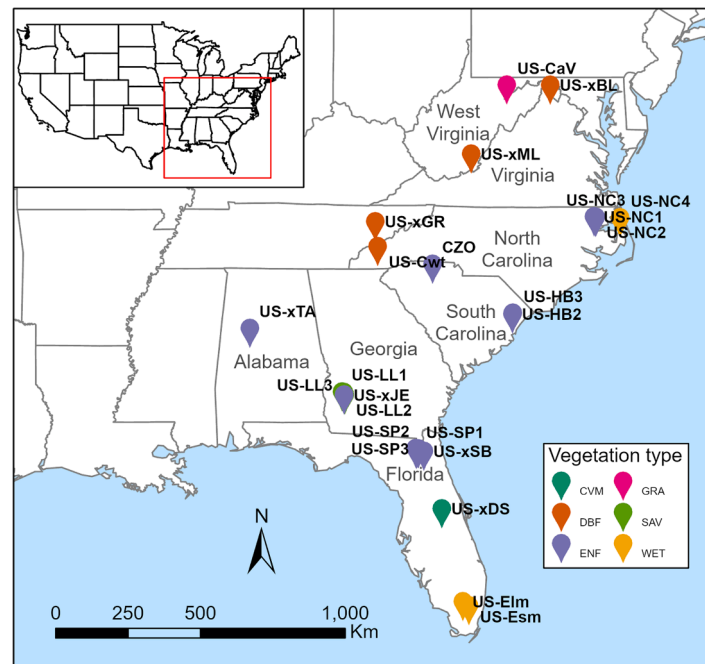 US-CaV
US-xBL
West
Virginia
US-xML
Virginia
US-NC3
US-NC4
US-NC1
US-NC2
US-xGR
North
Carolina
CZO
US-Cwt
US-HB3
US-HB2
South
Carolina
US-xTA
Georgia
Alabama
US-LL1
US-LL3
US-xJE
US-LL2
US-SP2
US-SP1
US-SP3
US-xSB
Florida
US-xDS
US-Elm
US-Esm
Vegetation type
CVM
GRA
DBF
SAV
ENF
WET
N
0 250 500 1,000
Km